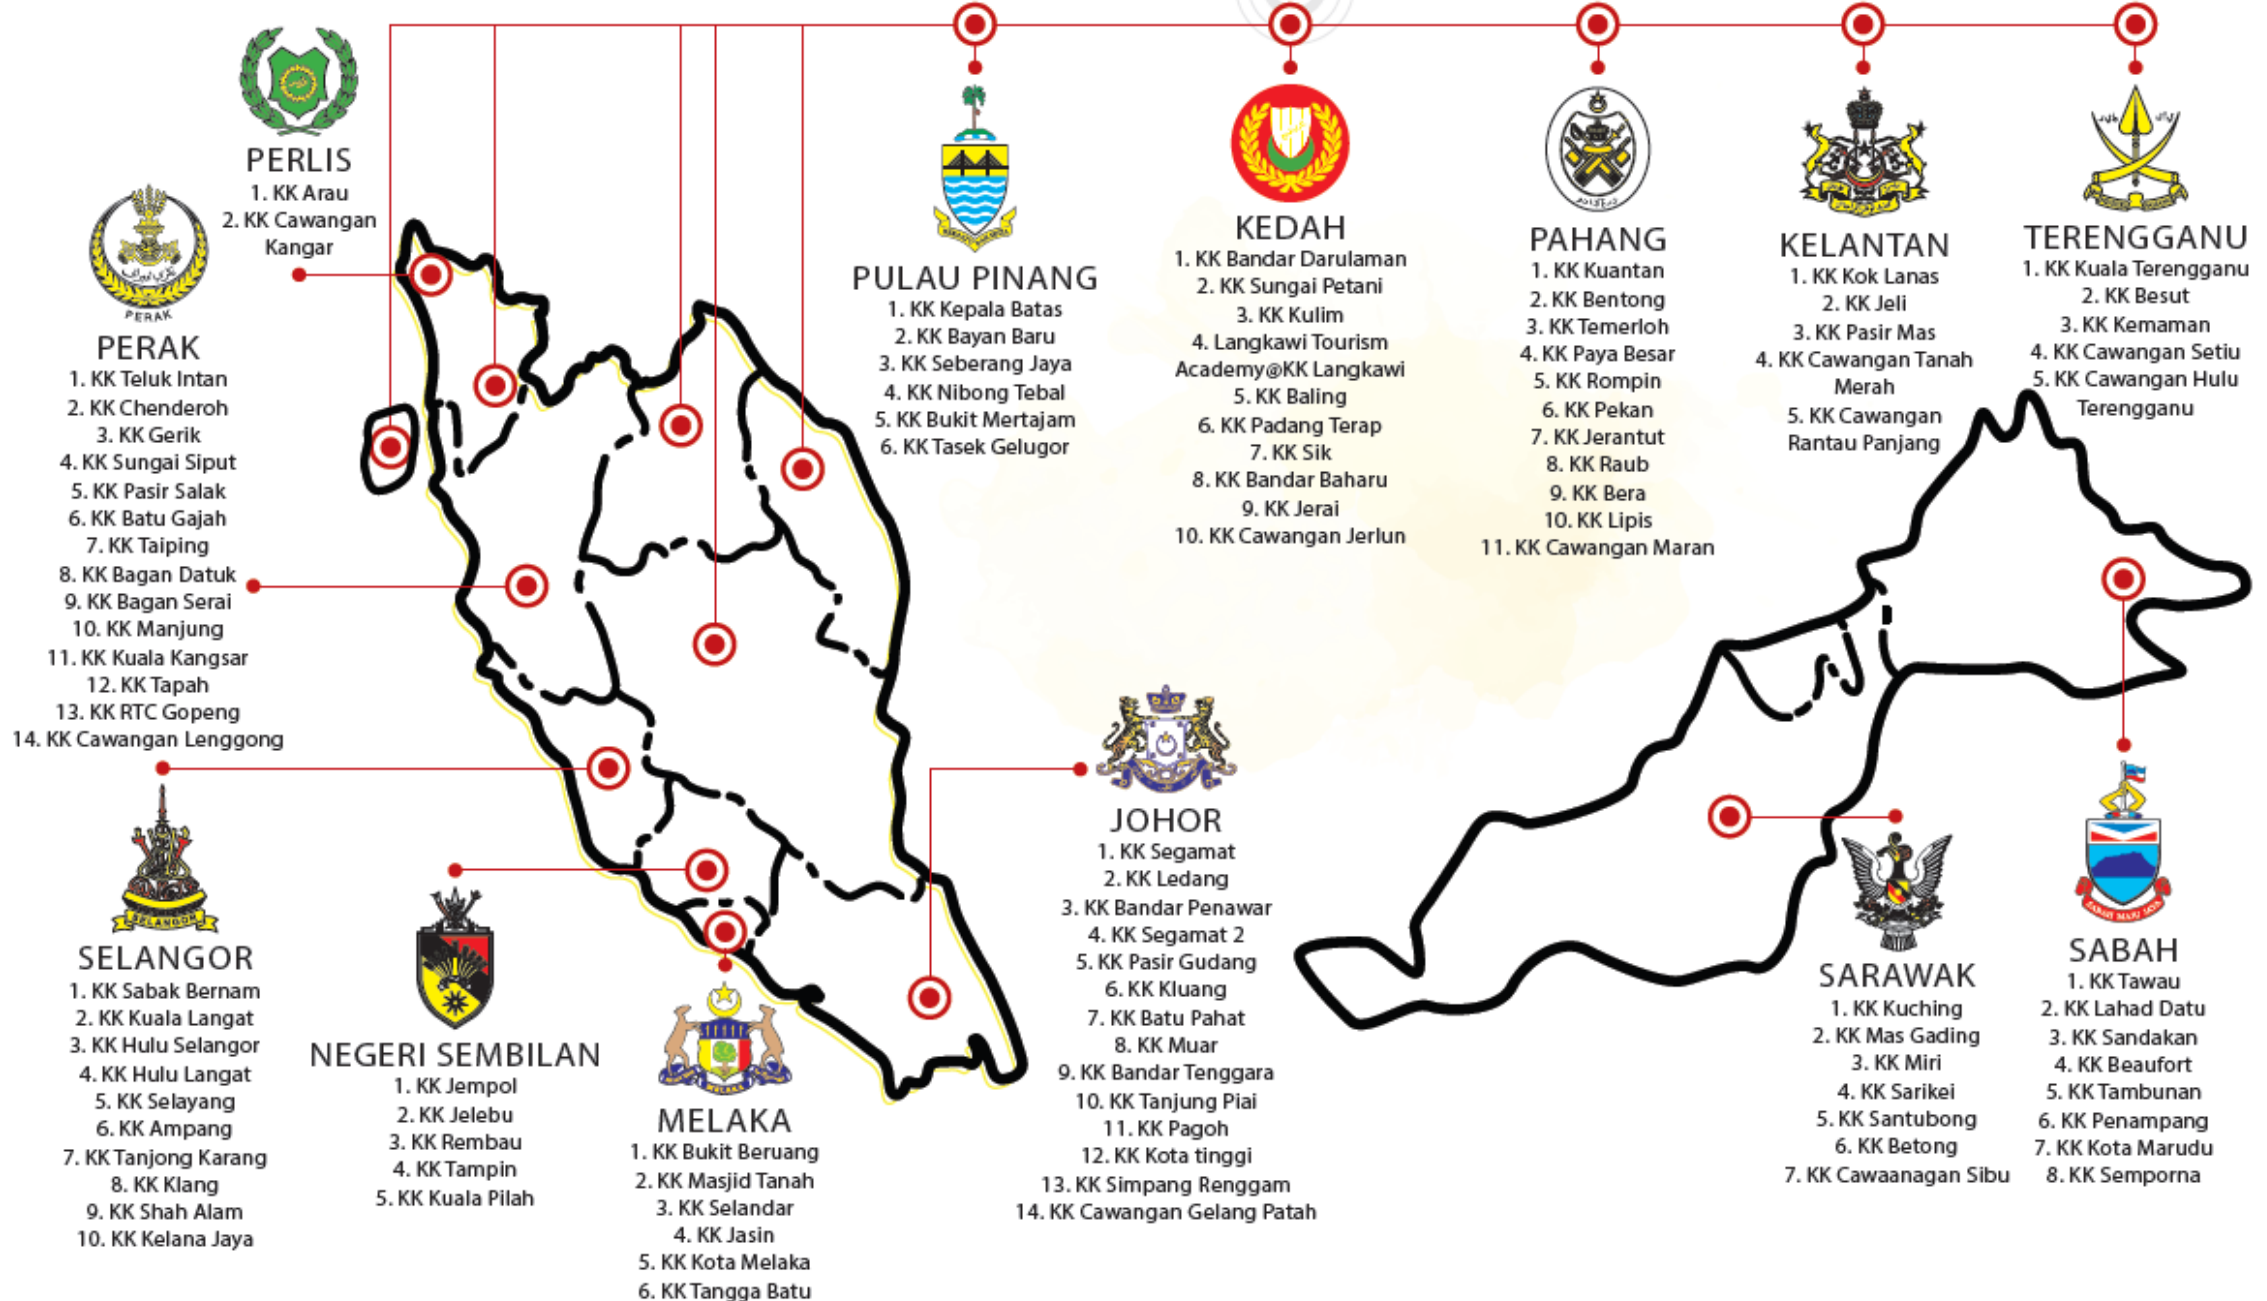 PERLIS
1. KK Arau
2. KK Cawangan
Kangar
PERAK
PERAK
1. KK Teluk Intan
2. KK Chenderoh
3. KK Gerik
4. KK Sungai Siput
5. KK Pasir Salak
6. KK Batu Gajah
7. KK Taiping
8. KK Bagan Datuk
9. KK Bagan Serai
10. KK Manjung
11. KK Kuala Kangsar
12. KK Tapah
13. KK RTC Gopeng
14. KK Cawangan Lenggong
PULAU PINANG
1. KK Kepala Batas
2. KK Bayan Baru
3. KK Seberang Jaya
4. KK Nibong Tebal
5. KK Bukit Mertajam
6. KK Tasek Gelugor
KEDAH
1. KK Bandar Darulaman
2. KK Sungai Petani
3. KK Kulim
4. Langkawi Tourism
Academy@KK Langkawi
5. KK Baling
6. KK Padang Terap
7. KK Sik
8. KK Bandar Baharu
9. KK Jerai
10. KK Cawangan Jerlun
PAHANG
1. KK Kuantan
2. KK Bentong
3. KK Temerloh
4. KK Paya Besar
5. KK Rompin
6. KK Pekan
7. KK Jerantut
8. KK Raub
9. KK Bera
10. KK Lipis
11. KK Cawangan Maran
KELANTAN
1. KK Kok Lanas
2. KK Jeli
3. KK Pasir Mas
4. KK Cawangan Tanah
Merah
5. KK Cawangan
Rantau Panjang
TERENGGANU
1. KK Kuala Terengganu
2. KK Besut
3. KK Kemaman
4. KK Cawangan Setiu
5. KK Cawangan Hulu
Terengganu
SELANGOR
SELANGOR
1. KK Sabak Bernam
2. KK Kuala Langat
3. KK Hulu Selangor
4. KK Hulu Langat
5. KK Selayang
6. KK Ampang
7. KK Tanjong Karang
8. KK Klang
9. KK Shah Alam
10. KK Kelana Jaya
NEGERI SEMBILAN
1. KK Jempol
2. KK Jelebu
3. KK Rembau
4. KK Tampin
5. KK Kuala Pilah
MELAKA
MELAKA
1. KK Bukit Beruang
2. KK Masjid Tanah
3. KK Selandar
4. KK Jasin
5. KK Kota Melaka
6. KK Tangga Batu
JOHOR
1. KK Segamat
2. KK Ledang
3. KK Bandar Penawar
4. KK Segamat 2
5. KK Pasir Gudang
6. KK Kluang
7. KK Batu Pahat
8. KK Muar
9. KK Bandar Tenggara
10. KK Tanjung Piai
11. KK Pagoh
12. KK Kota tinggi
13. KK Simpang Renggam
14. KK Cawangan Gelang Patah
SARAWAK
1. KK Kuching
2. KK Mas Gading
3. KK Miri
4. KK Sarikei
5. KK Santubong
6. KK Betong
7. KK Cawaanagan Sibu
SABAH MAJU JAYA
SABAH
1. KK Tawau
2. KK Lahad Datu
3. KK Sandakan
4. KK Beaufort
5. KK Tambunan
6. KK Penampang
7. KK Kota Marudu
8. KK Semporna